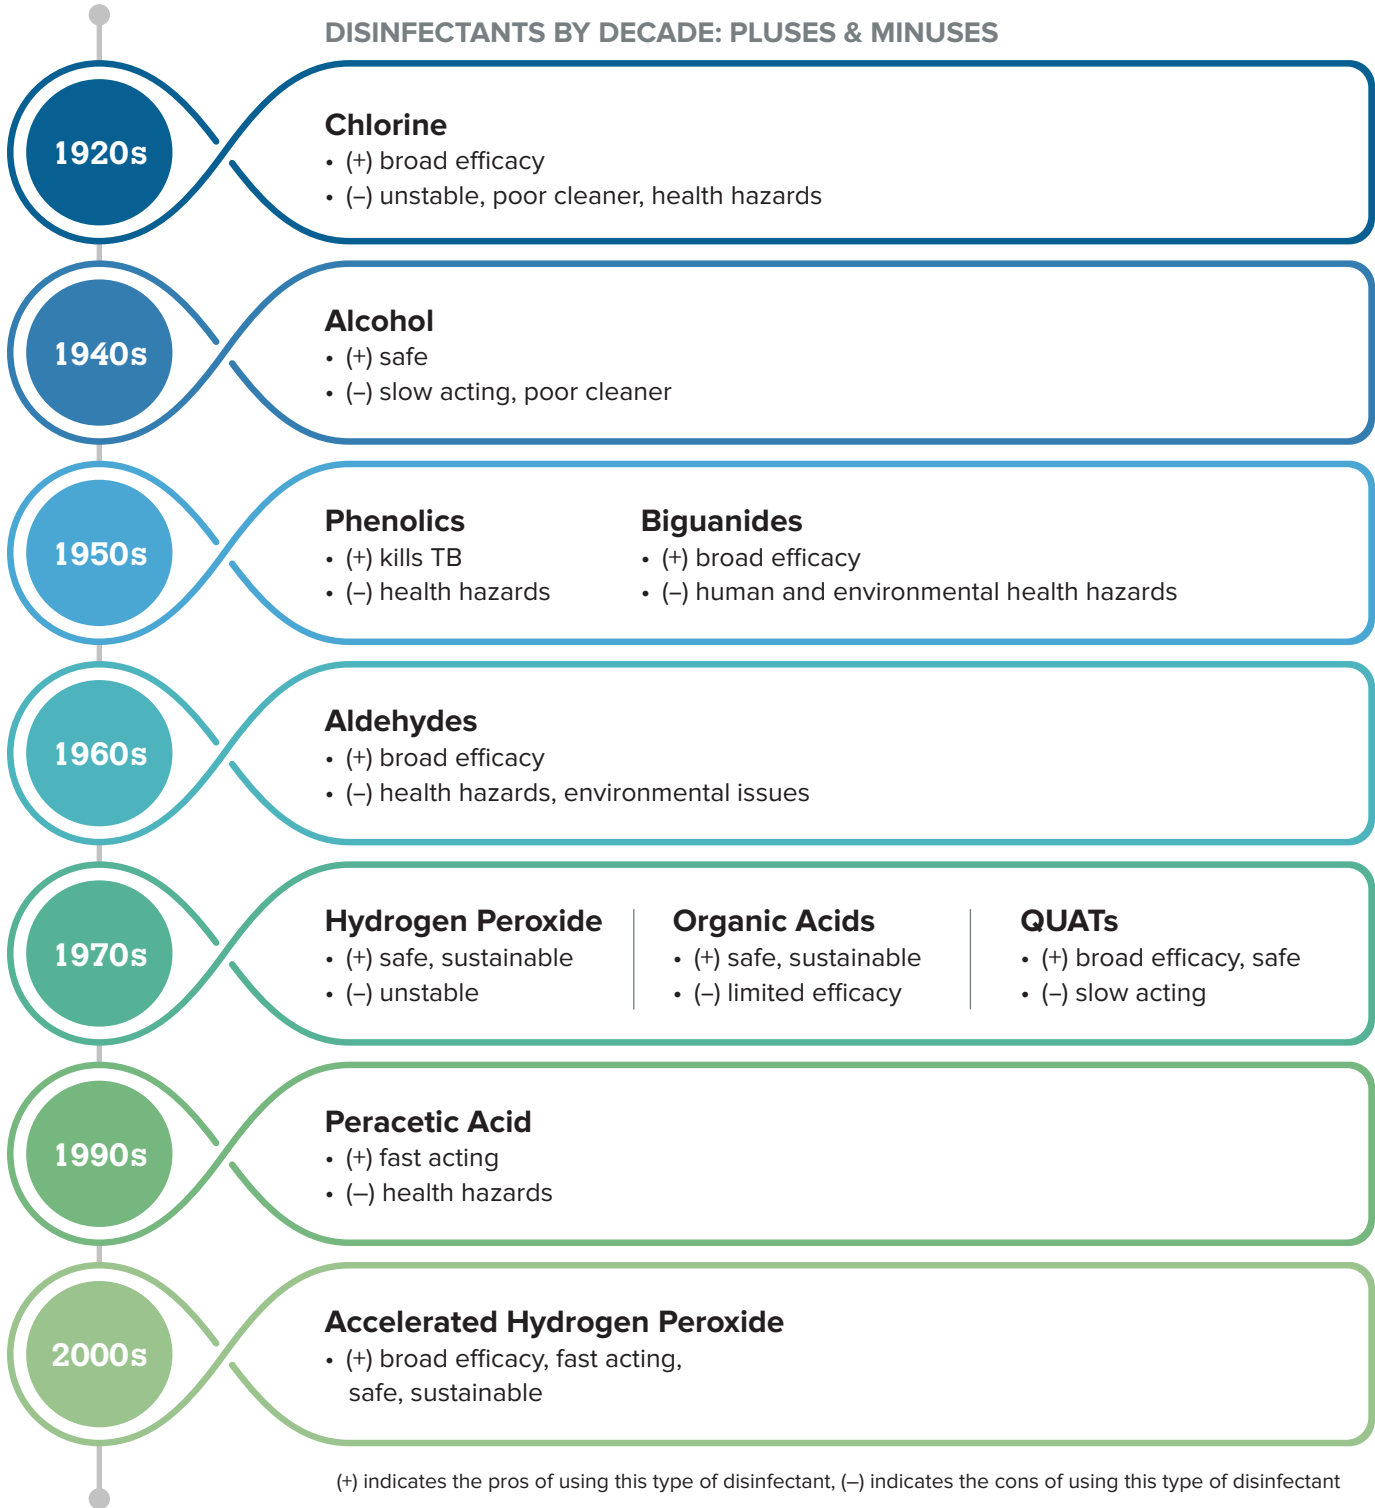 DISINFECTANTS BY DECADE: PLUSES & MINUSES
1920s
Chlorine
• (+) broad efficacy
• (–) unstable, poor cleaner, health hazards
1940s
Alcohol
• (+) safe
• (–) slow acting, poor cleaner
1950s
Phenolics
• (+) kills TB
• (–) health hazards
Biguanides
• (+) broad efficacy
• (–) human and environmental health hazards
1960s
Aldehydes
• (+) broad efficacy
• (–) health hazards, environmental issues
1970s
Hydrogen Peroxide
• (+) safe, sustainable
• (–) unstable
Organic Acids
• (+) safe, sustainable
• (–) limited efficacy
QUATs
• (+) broad efficacy, safe
• (–) slow acting
1990s
Peracetic Acid
• (+) fast acting
• (–) health hazards
2000s
Accelerated Hydrogen Peroxide
• (+) broad efficacy, fast acting,
safe, sustainable
(+) indicates the pros of using this type of disinfectant, (–) indicates the cons of using this type of disinfectant